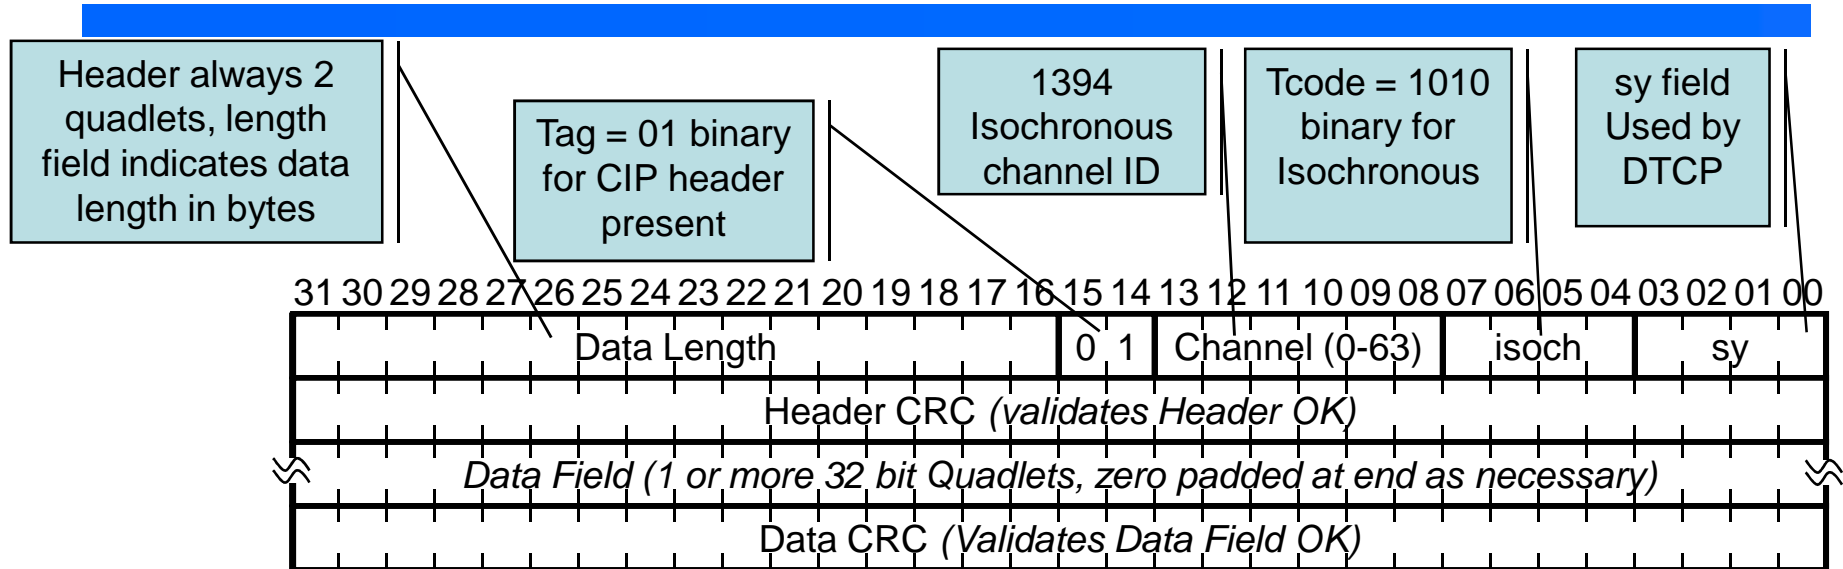 Header always 2
quadlets, length
field indicates data
length in bytes
Tag = 01 binary
for CIP header
present
1394
Isochronous
channel ID
Tcode = 1010
binary for
Isochronous
sy field
Used by
DTCP
31 30 29 28 27 26 25 24 23 22 21 20 19 18 17 16 15 14 13 12 11 10 09 08 07 06 05 04 03 02 01 00
Data Length 0 1 Channel (0-63) isoch sy
Header CRC (validates Header OK)
Data Field (1 or more 32 bit Quadlets, zero padded at end as necessary)
Data CRC (Validates Data Field OK)